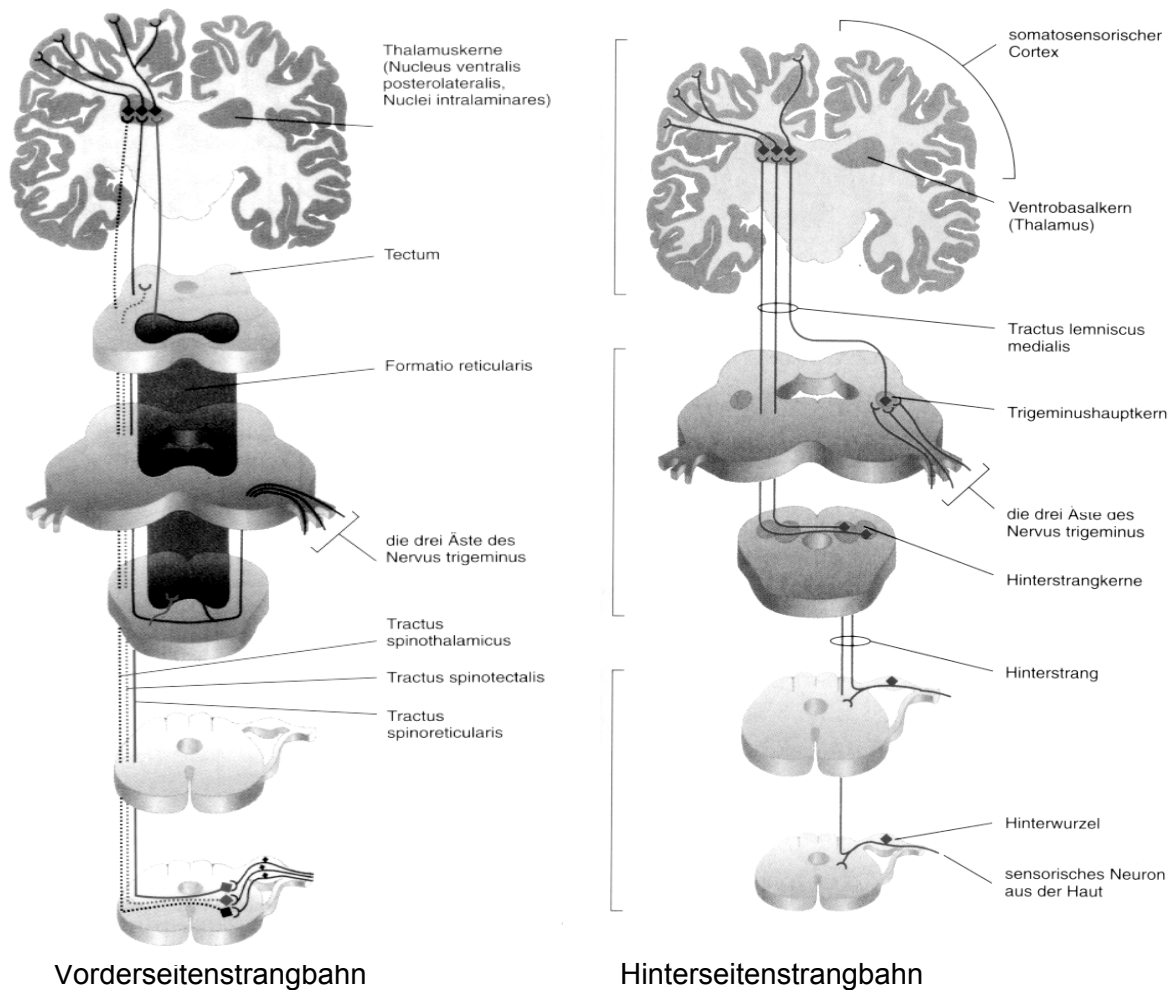 Thalamuskerne
(Nucleus ventralis
posterolateralis,
Nuclei intralaminares)
Tectum
Formatio reticularis
die drei Äste des
Nervus trigeminus
Tractus
spinothalamicus
Tractus spinotectalis
Tractus
spinoreticularis
Vorderseitenstrangbahn
somatosensorischer
Cortex
Ventrobasalkern
(Thalamus)
Tractus lemniscus
medialis
Trigeminushauptkern
die drei Äste des
Nervus trigeminus
Hinterstrangkerne
Hinterstrang
Hinterwurzel
sensorisches Neuron
aus der Haut
Hinterseitenstrangbahn